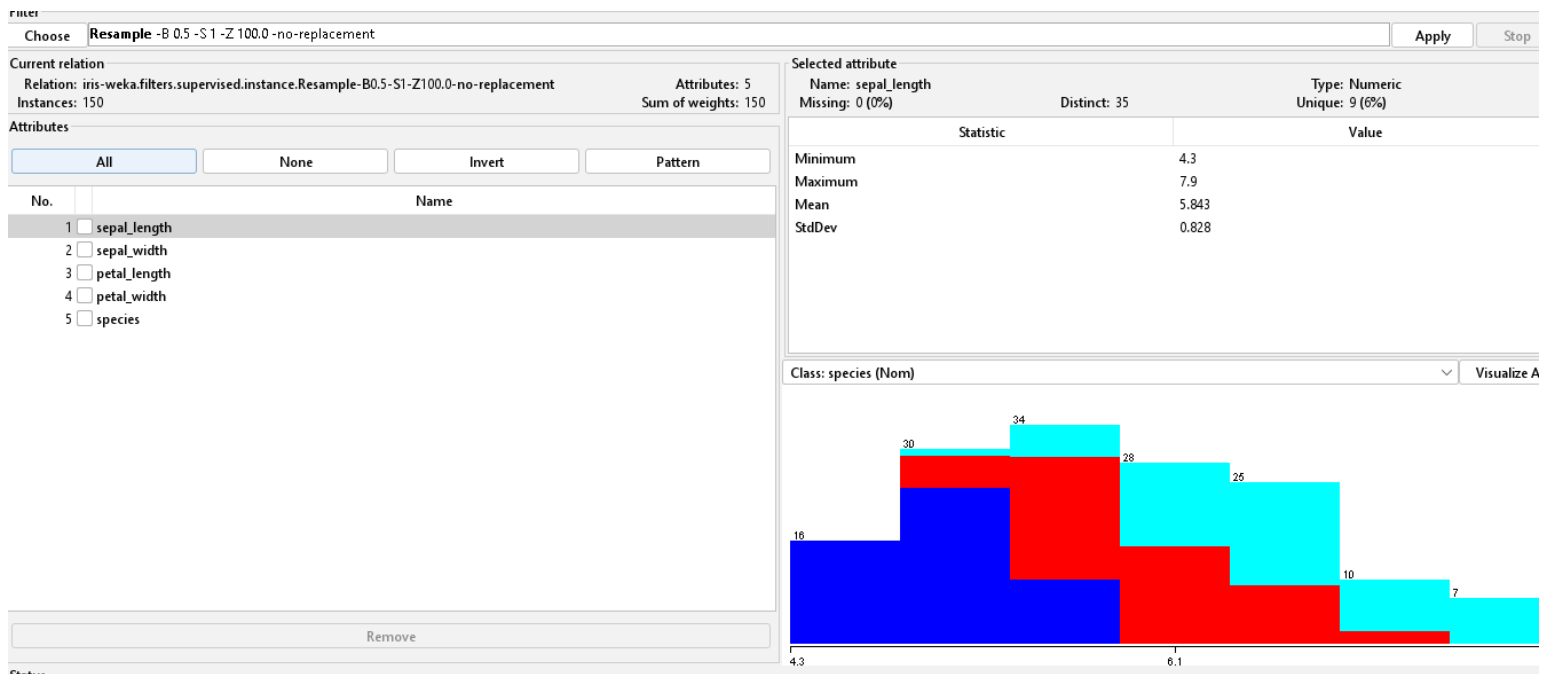 Filter
Choose Resample -B 0.5 -S 1 -Z 100.0 -no-replacement Apply Stop
Current relation
Relation: iris-weka.filters.supervised.instance.Resample-B0.5-S1-Z100.0-no-replacement Attributes: 5
Instances: 150 Sum of weights: 150
Attributes
All None Invert Pattern
No. Name
1 sepal_length
2 sepal_width
3 petal_length
4 petal_width
5 species
Remove
Status
Selected attribute
Name: sepal_length Type: Numeric
Missing: 0 (0%) Distinct: 35 Unique: 9 (6%)
Statistic Value
Minimum 4.3
Maximum 7.9
Mean 5.843
StdDev 0.828
Class: species (Nom) Visualize A
16 30 34 28 25 10 7
4.3 6.1